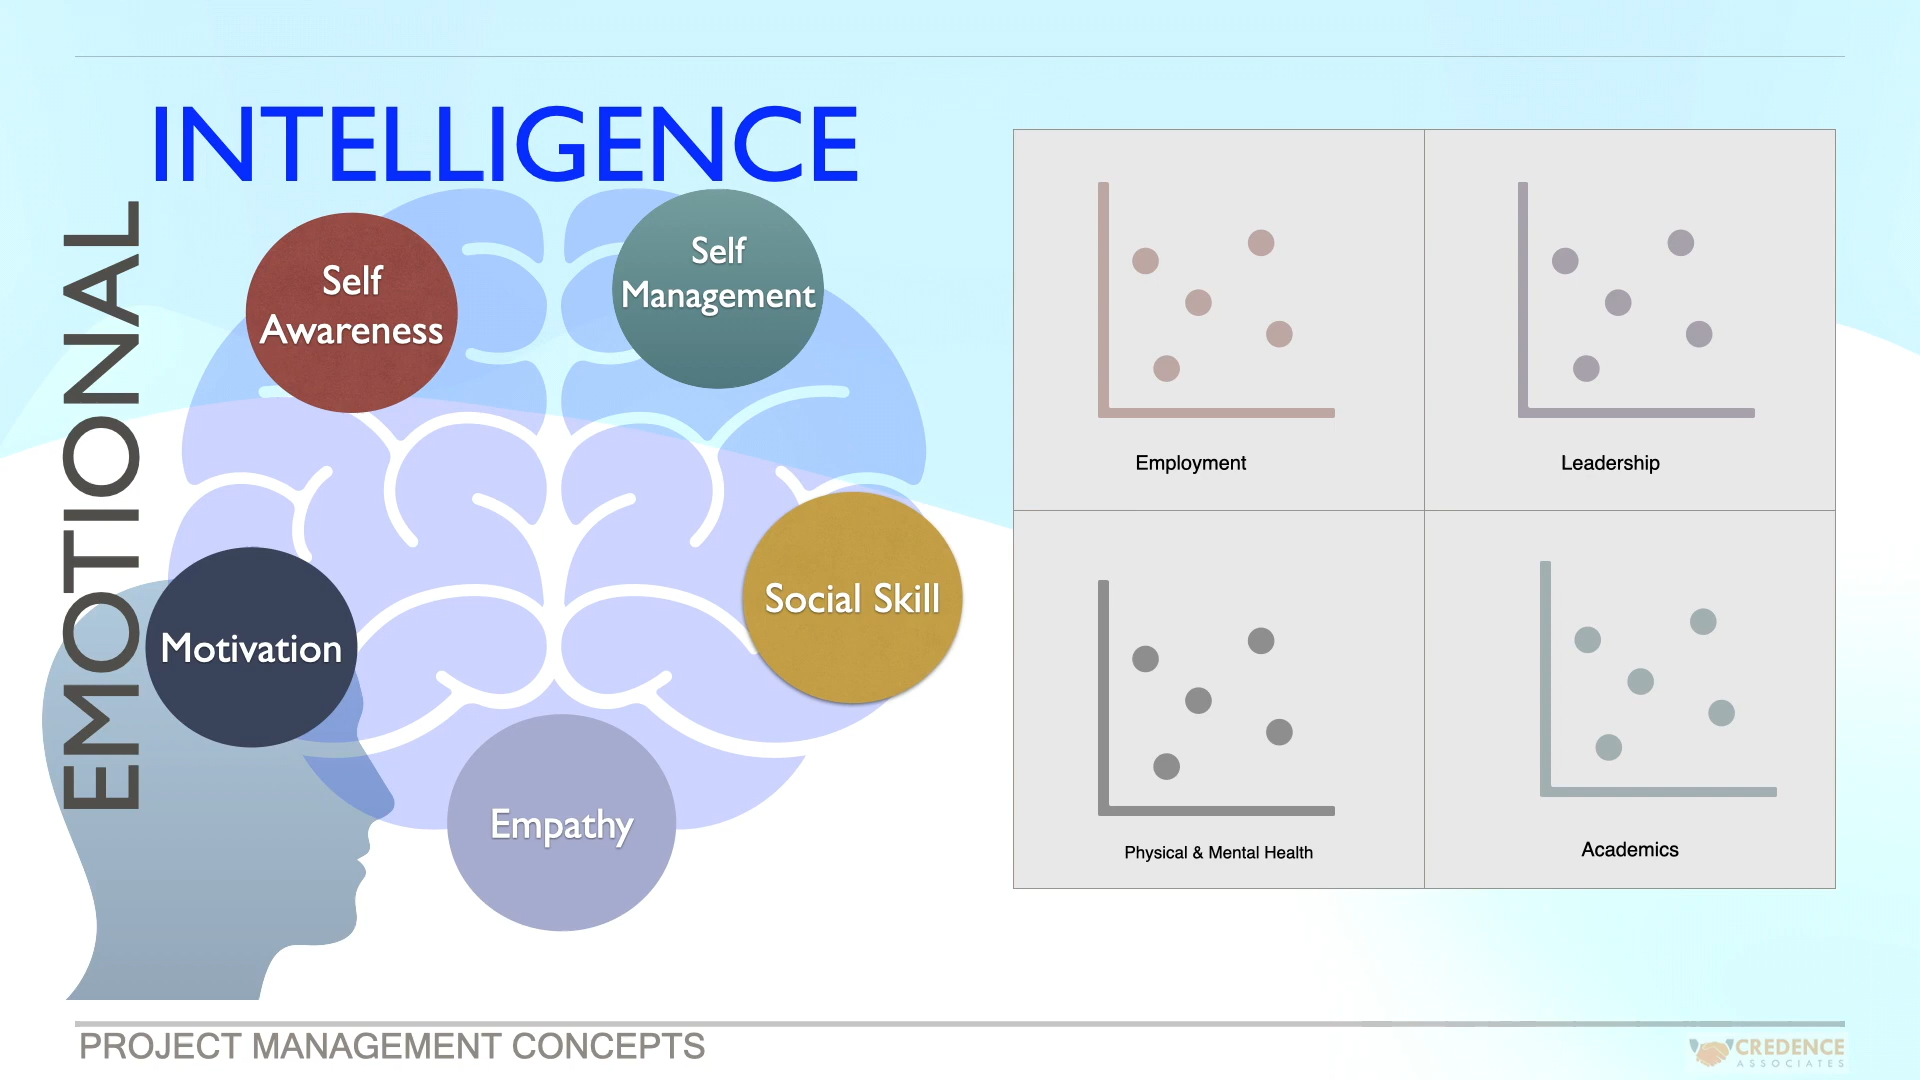 EMOTIONAL
INTELLIGENCE
Self
Awareness
Self
Management
Motivation
Social Skill
Empathy
Employment
Leadership
Physical & Mental Health
Academics
PROJECT MANAGEMENT CONCEPTS
CREDENCE
ASSOCIATES